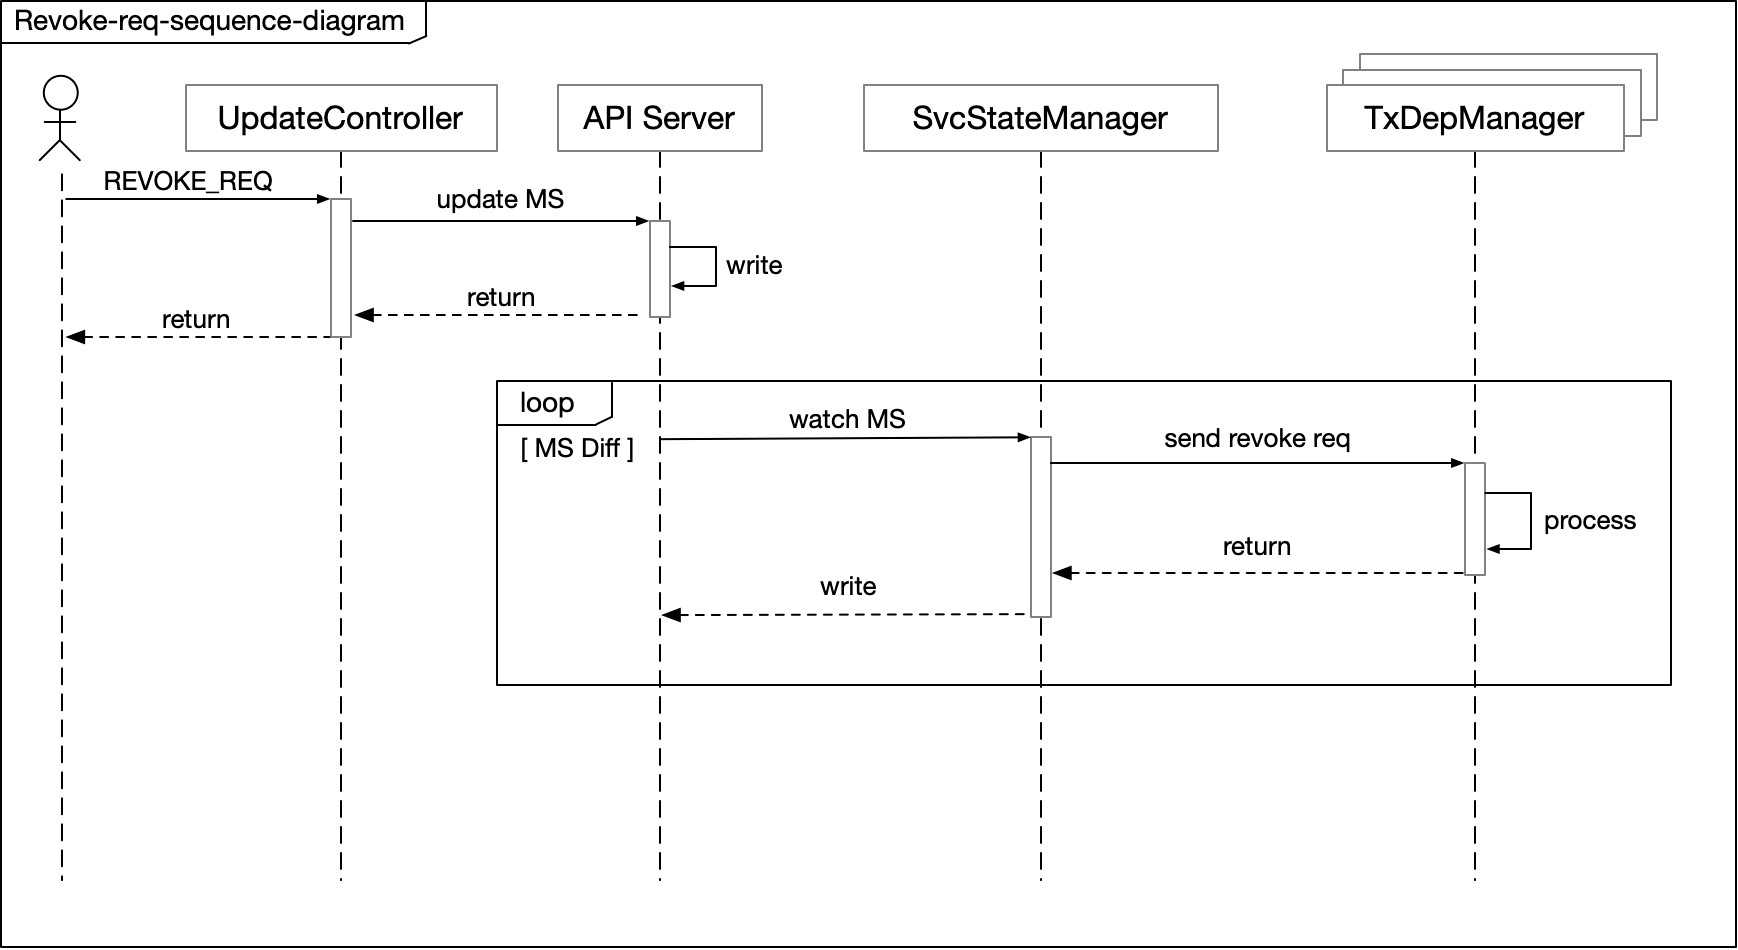 Revoke-req-sequence-diagram
UpdateController
API Server
SvcStateManager
TxDepManager
REVOKE_REQ
update MS
write
return
return
loop
[ MS Diff ]
watch MS
send revoke req
process
return
write